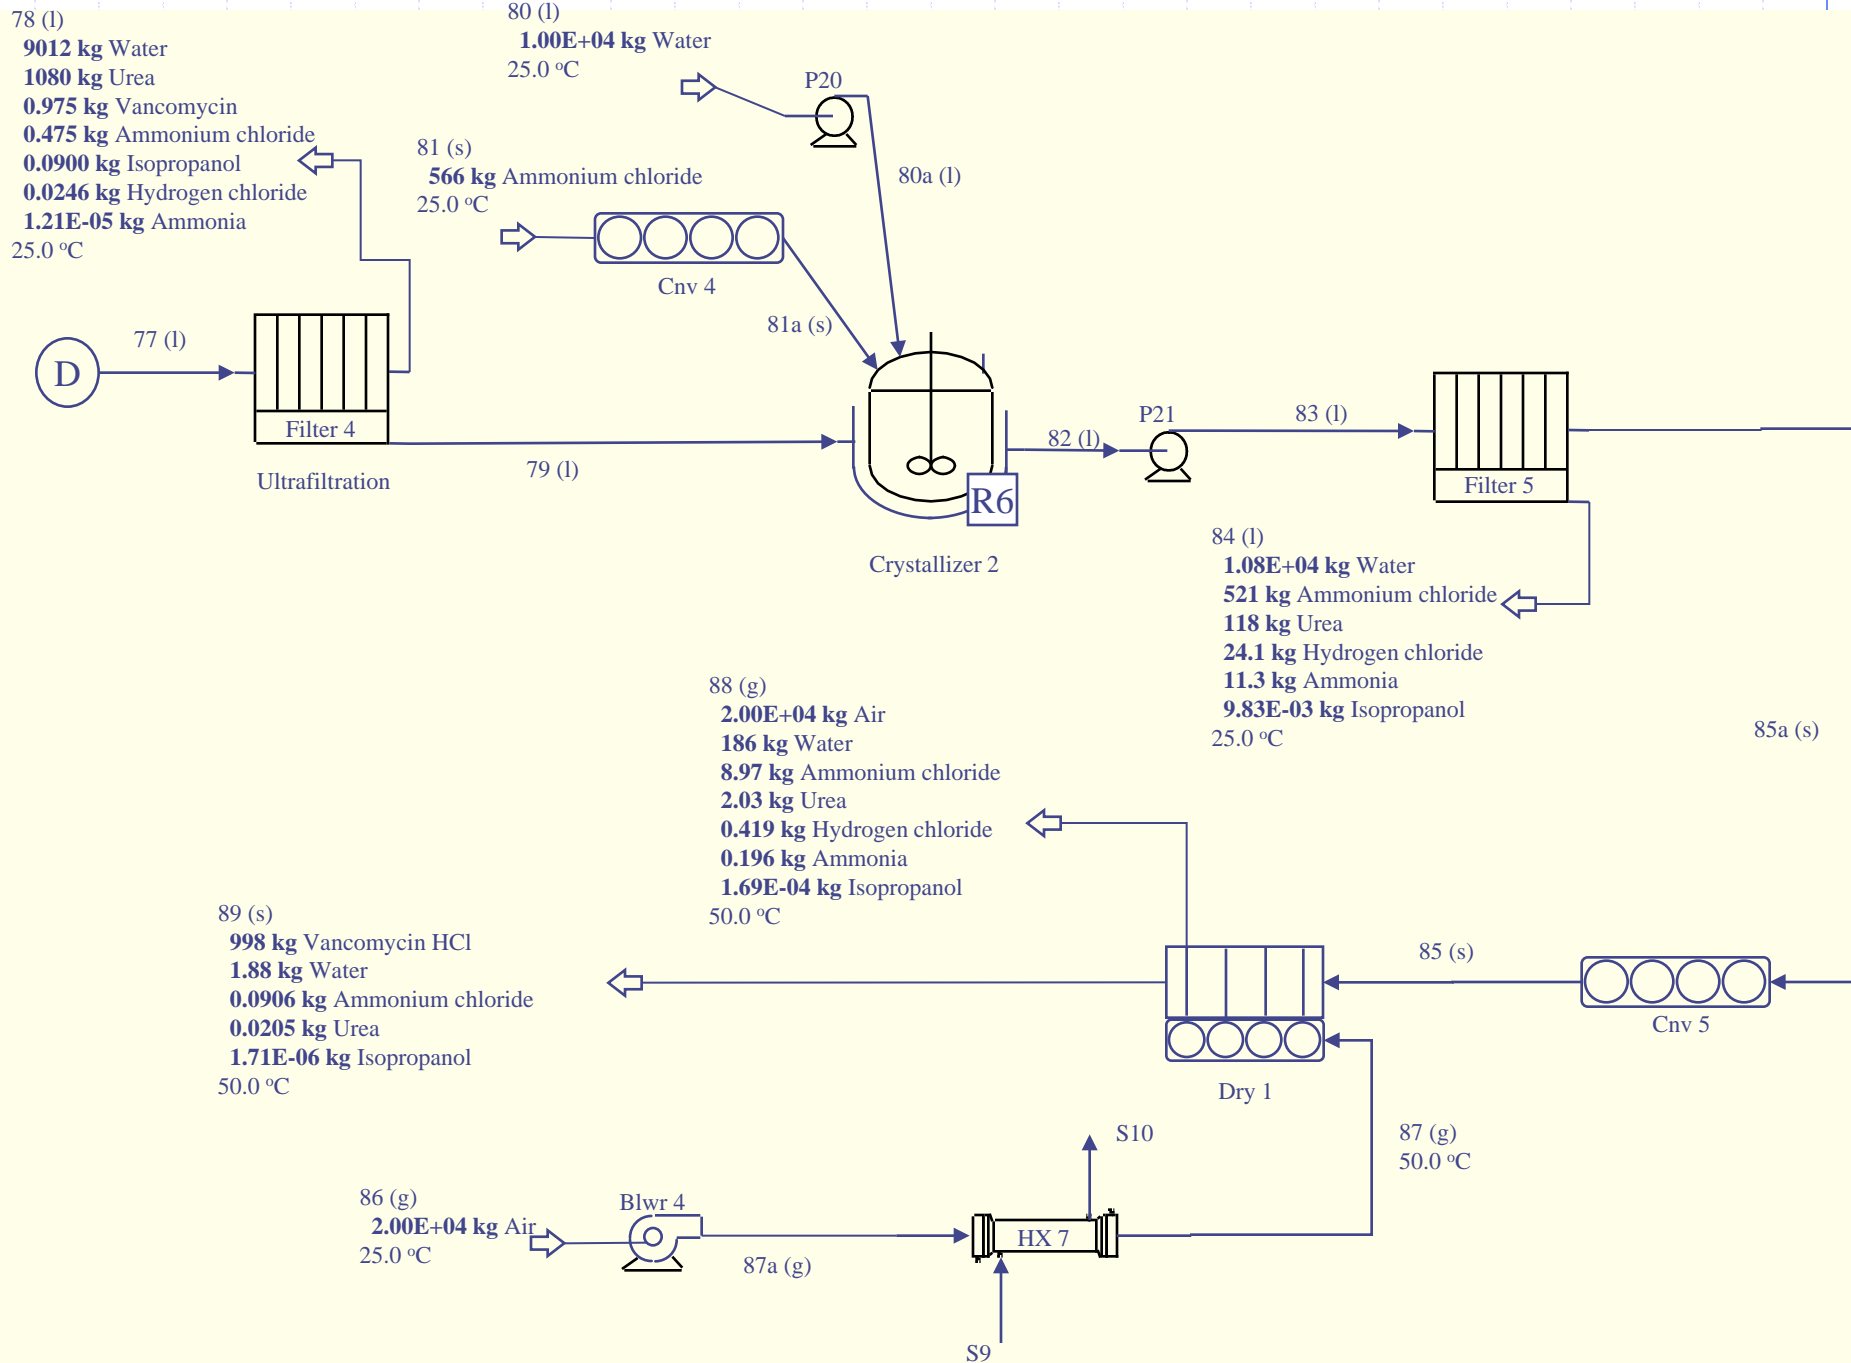 78 (l)
9012 kg Water
1080 kg Urea
0.975 kg Vancomycin
0.475 kg Ammonium chloride
0.0900 kg Isopropanol
0.0246 kg Hydrogen chloride
1.21E-05 kg Ammonia
25.0 °C
80 (l)
1.00E+04 kg Water
25.0 °C
P20
80a (l)
81 (s)
566 kg Ammonium chloride
25.0 °C
Cnv 4
81a (s)
D
77 (l)
Filter 4
Ultrafiltration
79 (l)
R6
Crystallizer 2
82 (l)
P21
83 (l)
Filter 5
84 (l)
1.08E+04 kg Water
521 kg Ammonium chloride
118 kg Urea
24.1 kg Hydrogen chloride
11.3 kg Ammonia
9.83E-03 kg Isopropanol
25.0 °C
85a (s)
88 (g)
2.00E+04 kg Air
186 kg Water
8.97 kg Ammonium chloride
2.03 kg Urea
0.419 kg Hydrogen chloride
0.196 kg Ammonia
1.69E-04 kg Isopropanol
50.0 °C
89 (s)
998 kg Vancomycin HCl
1.88 kg Water
0.0906 kg Ammonium chloride
0.0205 kg Urea
1.71E-06 kg Isopropanol
50.0 °C
85 (s)
Cnv 5
Dry 1
87 (g)
50.0 °C
S10
86 (g)
2.00E+04 kg Air
25.0 °C
Blwr 4
87a (g)
HX 7
S9